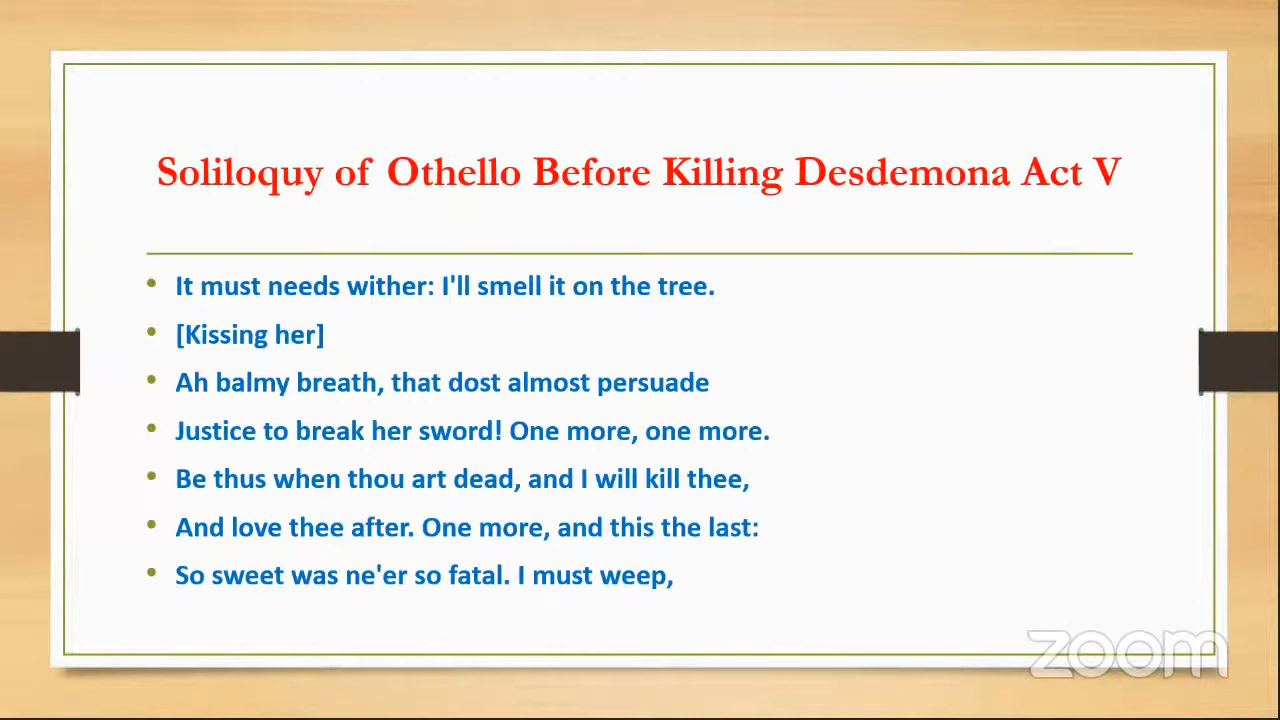 Soliloquy of Othello Before Killing Desdemona Act V
• It must needs wither: I'll smell it on the tree.
• [Kissing her]
• Ah balmy breath, that dost almost persuade
• Justice to break her sword! One more, one more.
• Be thus when thou art dead, and I will kill thee,
• And love thee after. One more, and this the last:
• So sweet was ne'er so fatal. I must weep,
zoom